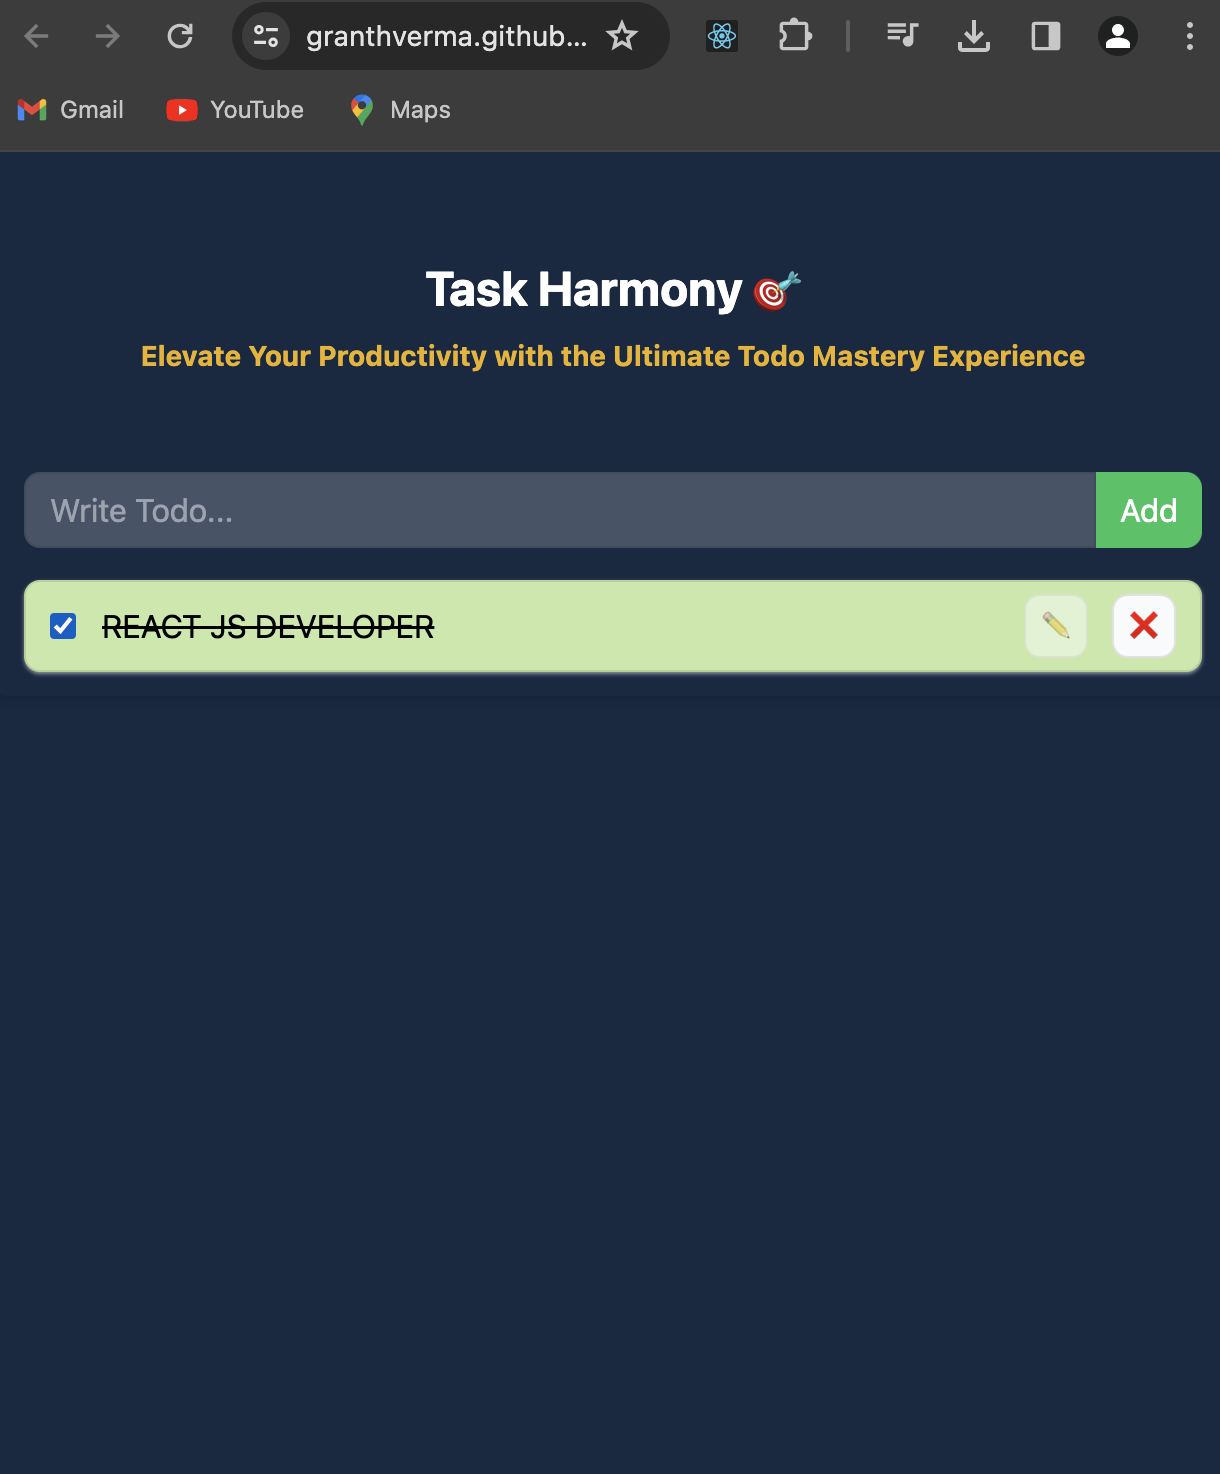 granthverma.github...
Gmail YouTube Maps
Task Harmony
Elevate Your Productivity with the Ultimate Todo Mastery Experience
Write Todo... Add
REACT JS DEVELOPER